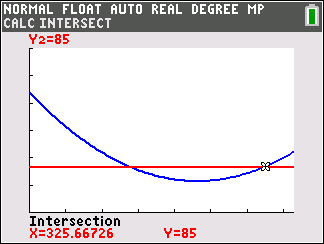 NORMAL FLOAT AUTO REAL DEGREE MP
CALC INTERSECT
Y2=85
Intersection
X=325.66726 Y=85